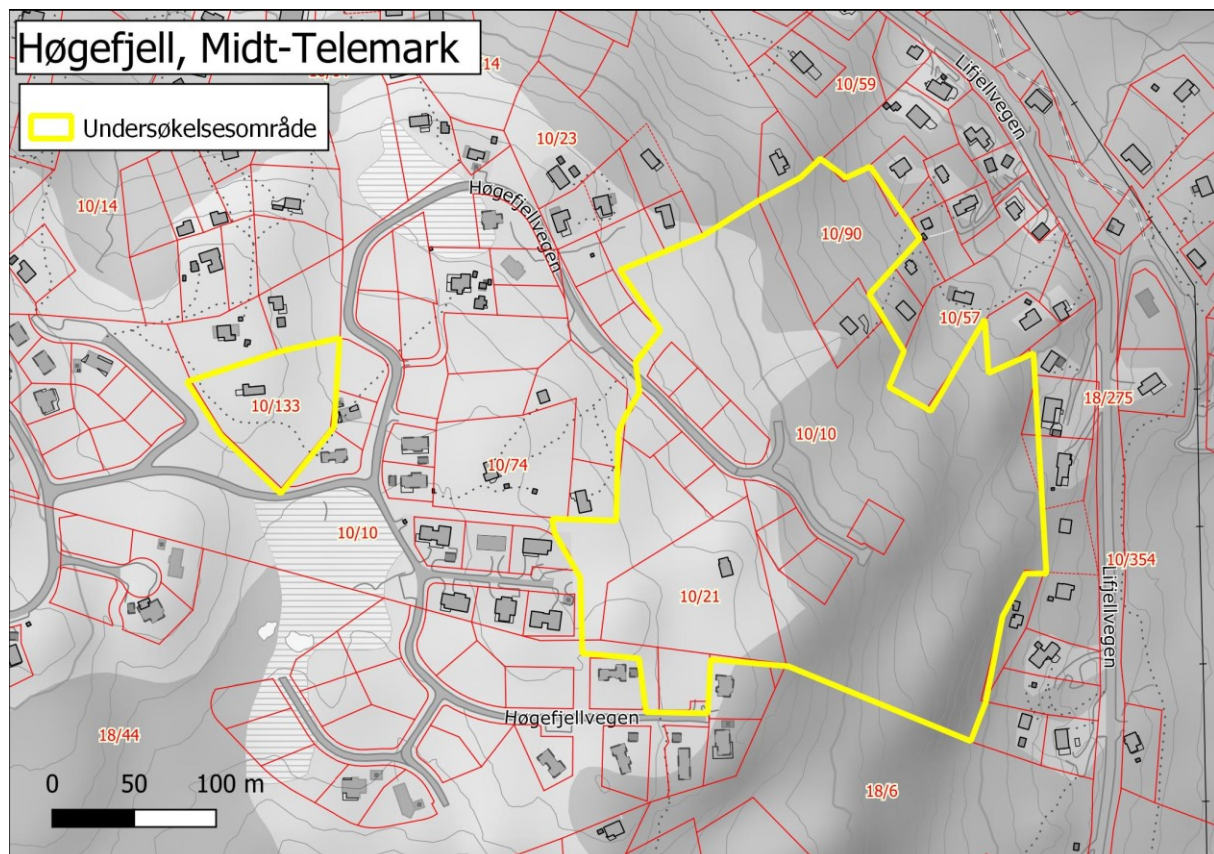 Høgefjell, Midt-Telemark
Undersøkelsesområde
14
10/59
Lifjellvegen
10/23
10/14
Høgefjellvegen
10/90
10/57
10/133
18/275
10/74
10/10
10/10
10/354
Lifjellvegen
10/21
Høgefjellvegen
18/44
18/6
0 50 100 m